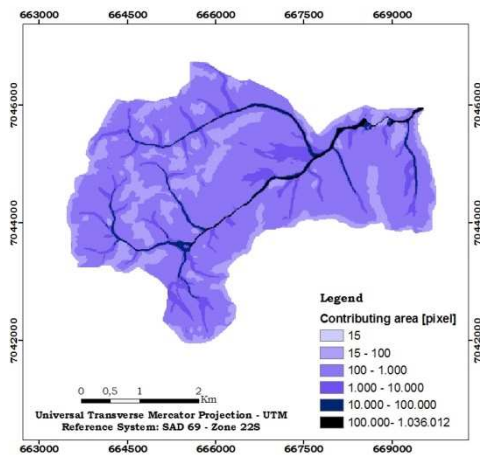 663000 664500 666000 667500 669000
7046000
7046000
7044000
7044000
7042000
7042000
Legend
Contributing area [pixel]
15
15 - 100
100 - 1.000
1.000 - 10.000
10.000 - 100.000
100.000- 1.036.012
0 0,5 1 2
Km
Universal Transverse Mercator Projection - UTM
Reference System: SAD 69 - Zone 22S
663000 664500 666000 667500 669000